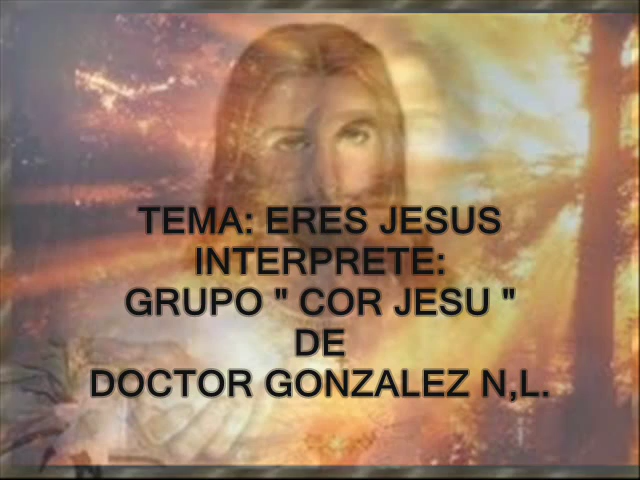 TEMA: ERES JESUS
INTERPRETE:
GRUPO " COR JESU "
DE
DOCTOR GONZALEZ N,L.